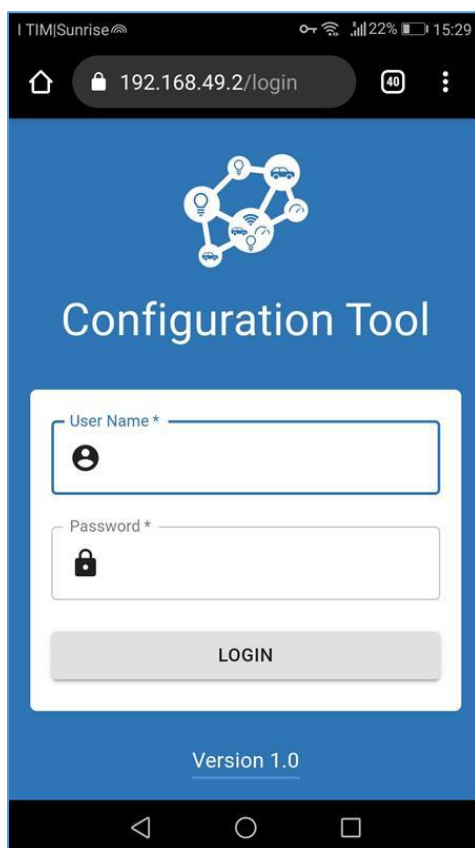 I TIM|Sunrise 22% 15:29
192.168.49.2/login 40
Configuration Tool
User Name *
Password *
LOGIN
Version 1.0